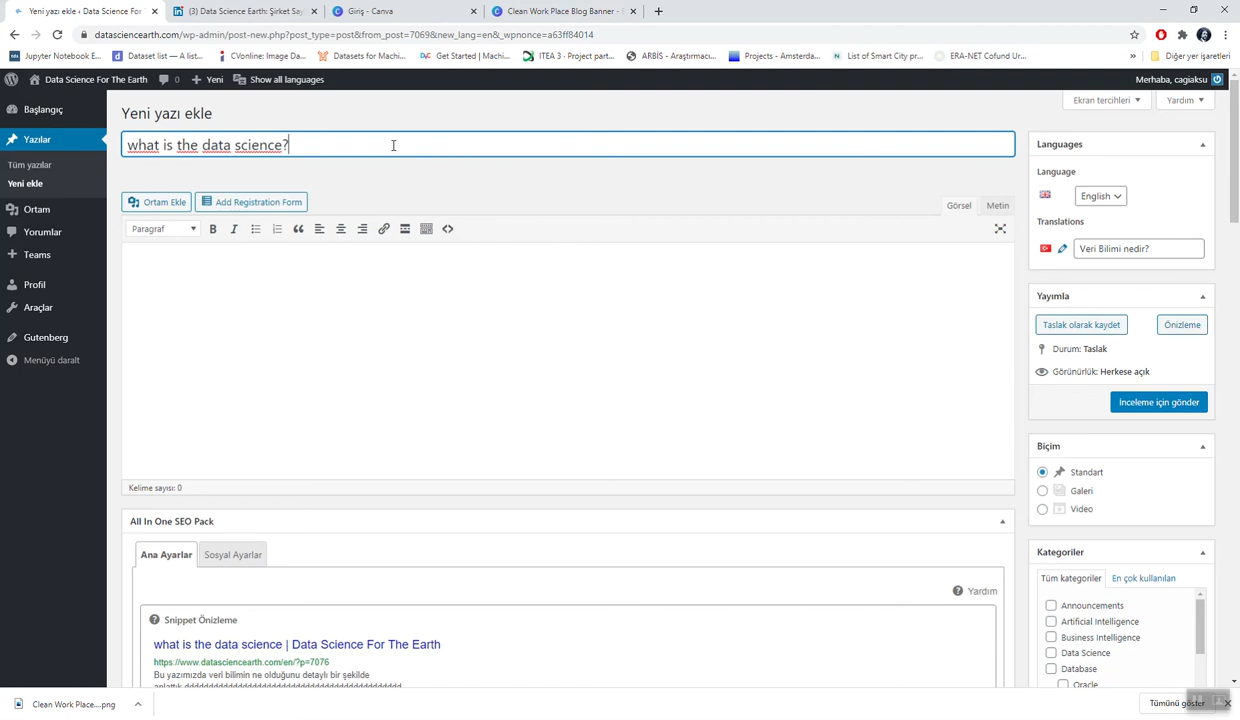 Yeni yazı ekle ‹ Data Science For T
(3) Data Science Earth: Şirket Say
Giriş - Canva
Clean Work Place Blog Banner - E
datascienceearth.com/wp-admin/post-new.php?post_type=post&from_post=7069&new_lang=en&_wpnonce=a63ff84014
Jupyter Notebook E...
Dataset list — A list...
CVonline: Image Da...
Datasets for Machi...
Get Started | Machi...
ITEA 3 · Project part...
ARBİS - Araştırmacı...
Projects - Amsterda...
List of Smart City pr...
ERA-NET Cofund Ur...
»
Diğer yer işaretleri
Data Science For The Earth
0
Yeni
Show all languages
Merhaba, cagiaksu
Başlangıç
Yazılar
Tüm yazılar
Yeni ekle
Ortam
Yorumlar
Teams
Profil
Araçlar
Gutenberg
Menüyü daralt
Yeni yazı ekle
Ekran tercihleri
Yardım
what is the data science?
Ortam Ekle
Add Registration Form
Görsel
Metin
Paragraf
B I
Kelime sayısı: 0
All In One SEO Pack
Ana Ayarlar
Sosyal Ayarlar
Yardım
Snippet Önizleme
what is the data science | Data Science For The Earth
https://www.datascienceearth.com/en/?p=7076
Bu yazımızda veri bilimin ne olduğunu detaylı bir şekilde
Languages
Language
English
Translations
Veri Bilimi nedir?
Yayımla
Taslak olarak kaydet
Önizleme
Durum: Taslak
Görünürlük: Herkese açık
İnceleme için gönder
Biçim
Standart
Galeri
Video
Kategoriler
Tüm kategoriler
En çok kullanılan
Announcements
Artificial Intelligence
Business Intelligence
Data Science
Database
Oracle
Clean Work Place....png
Tümünü göster